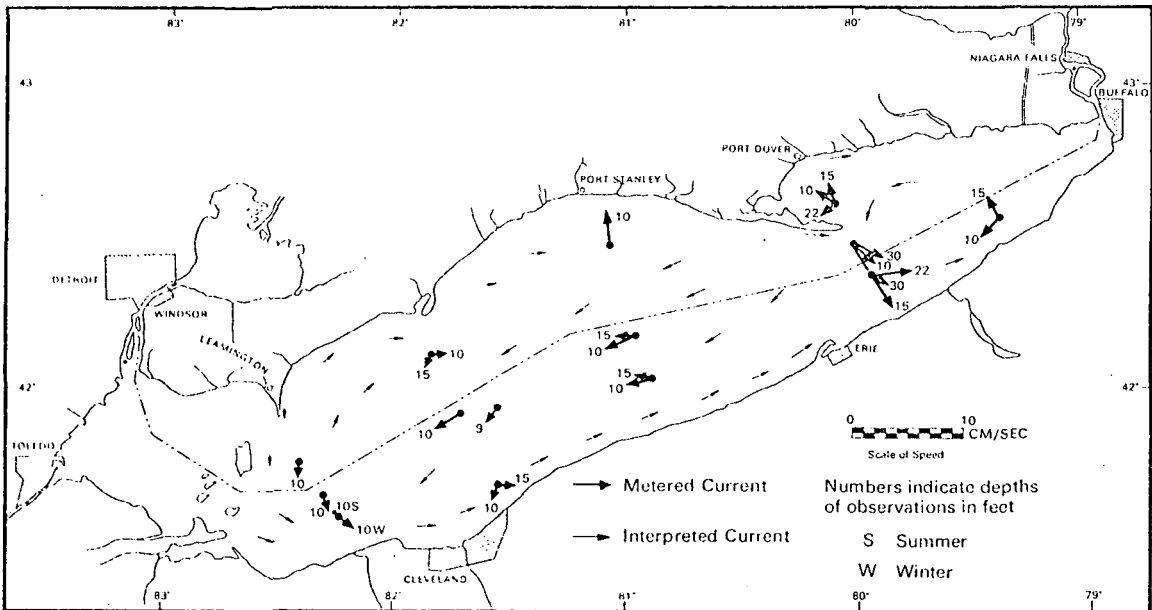 83' 82' 81' 80' 79'
NIAGARA FALES
43 43°
BUFFALO
PORT DOVER
15
PORT STANLEY
10
15
10
22
10
30
DETROIT
10 22
30
WINDSOR
15
15
LEAMINGTON
10
ERIE
10
15
15
42' 42'
10
10
9
0 10
CM/SEC
TOLEDO
Scale of Speed
10
15
Metered Current
Numbers indicate depths
of observations in feet
10
10S
10
10W
Interpreted Current
S Summer
W Winter
CLEVELAND
83° 82' 81° 80° 79°